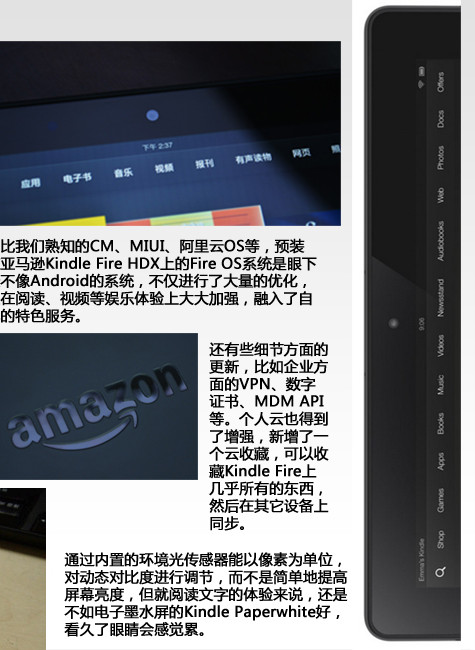 下午 2:37
应用 电子书 音乐 视频 报刊 有声读物 网页
比我们熟知的CM、MIUI、阿里云OS等，预装
亚马逊Kindle Fire HDX上的Fire OS系统是眼下
不像Android的系统，不仅进行了大量的优化，
在阅读、视频等娱乐体验上大大加强，融入了自
的特色服务。
amazon
还有些细节方面的
更新，比如企业方
面的VPN、数字
证书、MDM API
等。个人云也得到
了增强，新增了一
个云收藏，可以收
藏Kindle Fire上
几乎所有的东西，
然后在其它设备上
同步。
通过内置的环境光传感器能以像素为单位，
对动态对比度进行调节，而不是简单地提高
屏幕亮度，但就阅读文字的体验来说，还是
不如电子墨水屏的Kindle Paperwhite好，
看久了眼睛会感觉累。
Emma's Kindle 9:06
Shop Games Apps Books Music Videos Newsstand Audiobooks Web Photos Docs Offers